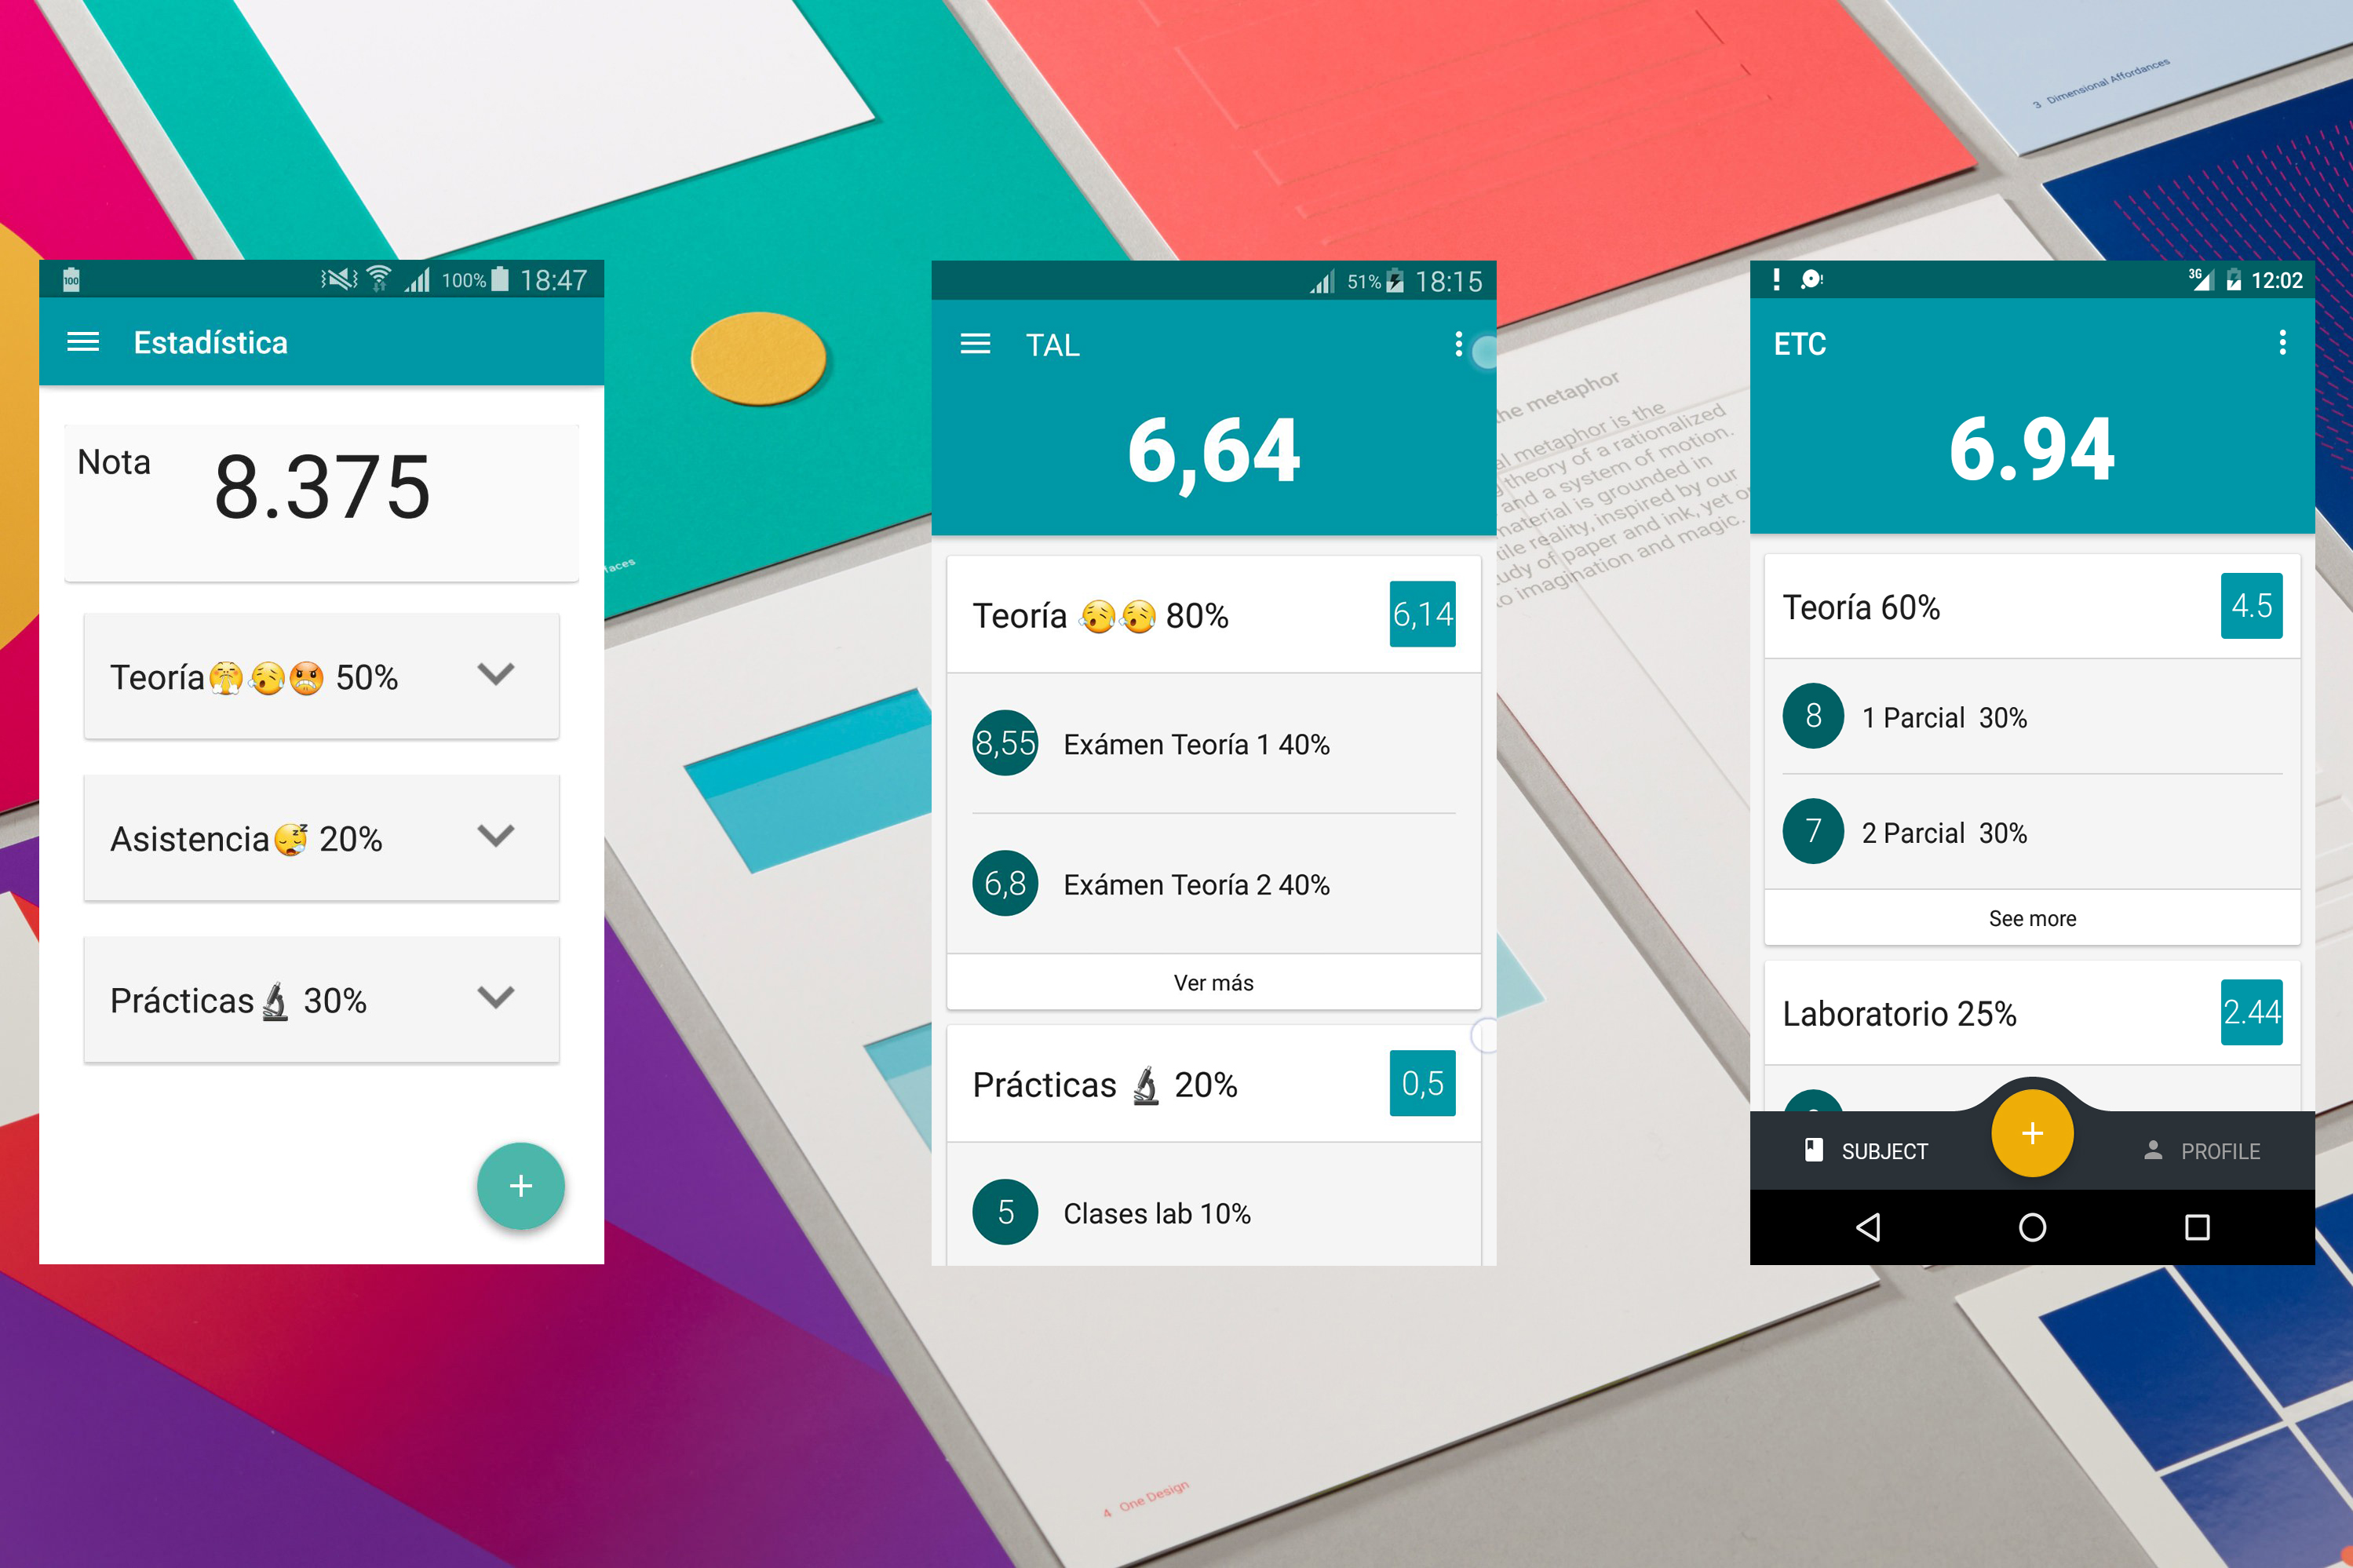 3 Dimensional Affordances
100
100% 18:47
Estadística
Nota 8.375
Teoría😤😥😡 50%
Asistencia😴 20%
Prácticas🔬 30%
+
51% 18:15
TAL
6,64
Teoría 😥😥 80% 6,14
8,55 Exámen Teoría 1 40%
6,8 Exámen Teoría 2 40%
Ver más
Prácticas 🔬 20% 0,5
5 Clases lab 10%
he metaphor
al metaphor is the
theory of a rationalized
and a system of motion.
material is grounded in
tile reality, inspired by our
udy of paper and ink, yet o
o imagination and magic.
3G 12:02
ETC
6.94
Teoría 60% 4.5
8 1 Parcial 30%
7 2 Parcial 30%
See more
Laboratorio 25% 2.44
SUBJECT + PROFILE
4 One Design